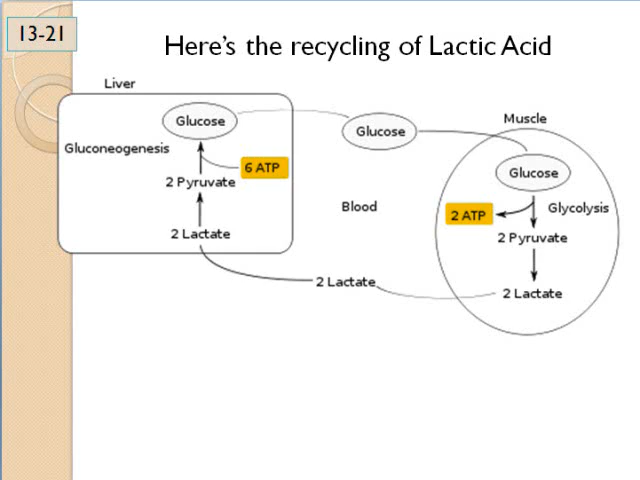 13-21
Here's the recycling of Lactic Acid
Liver
Glucose
Gluconeogenesis
6 ATP
2 Pyruvate
2 Lactate
Glucose
Blood
2 Lactate
Muscle
Glucose
2 ATP
Glycolysis
2 Pyruvate
2 Lactate